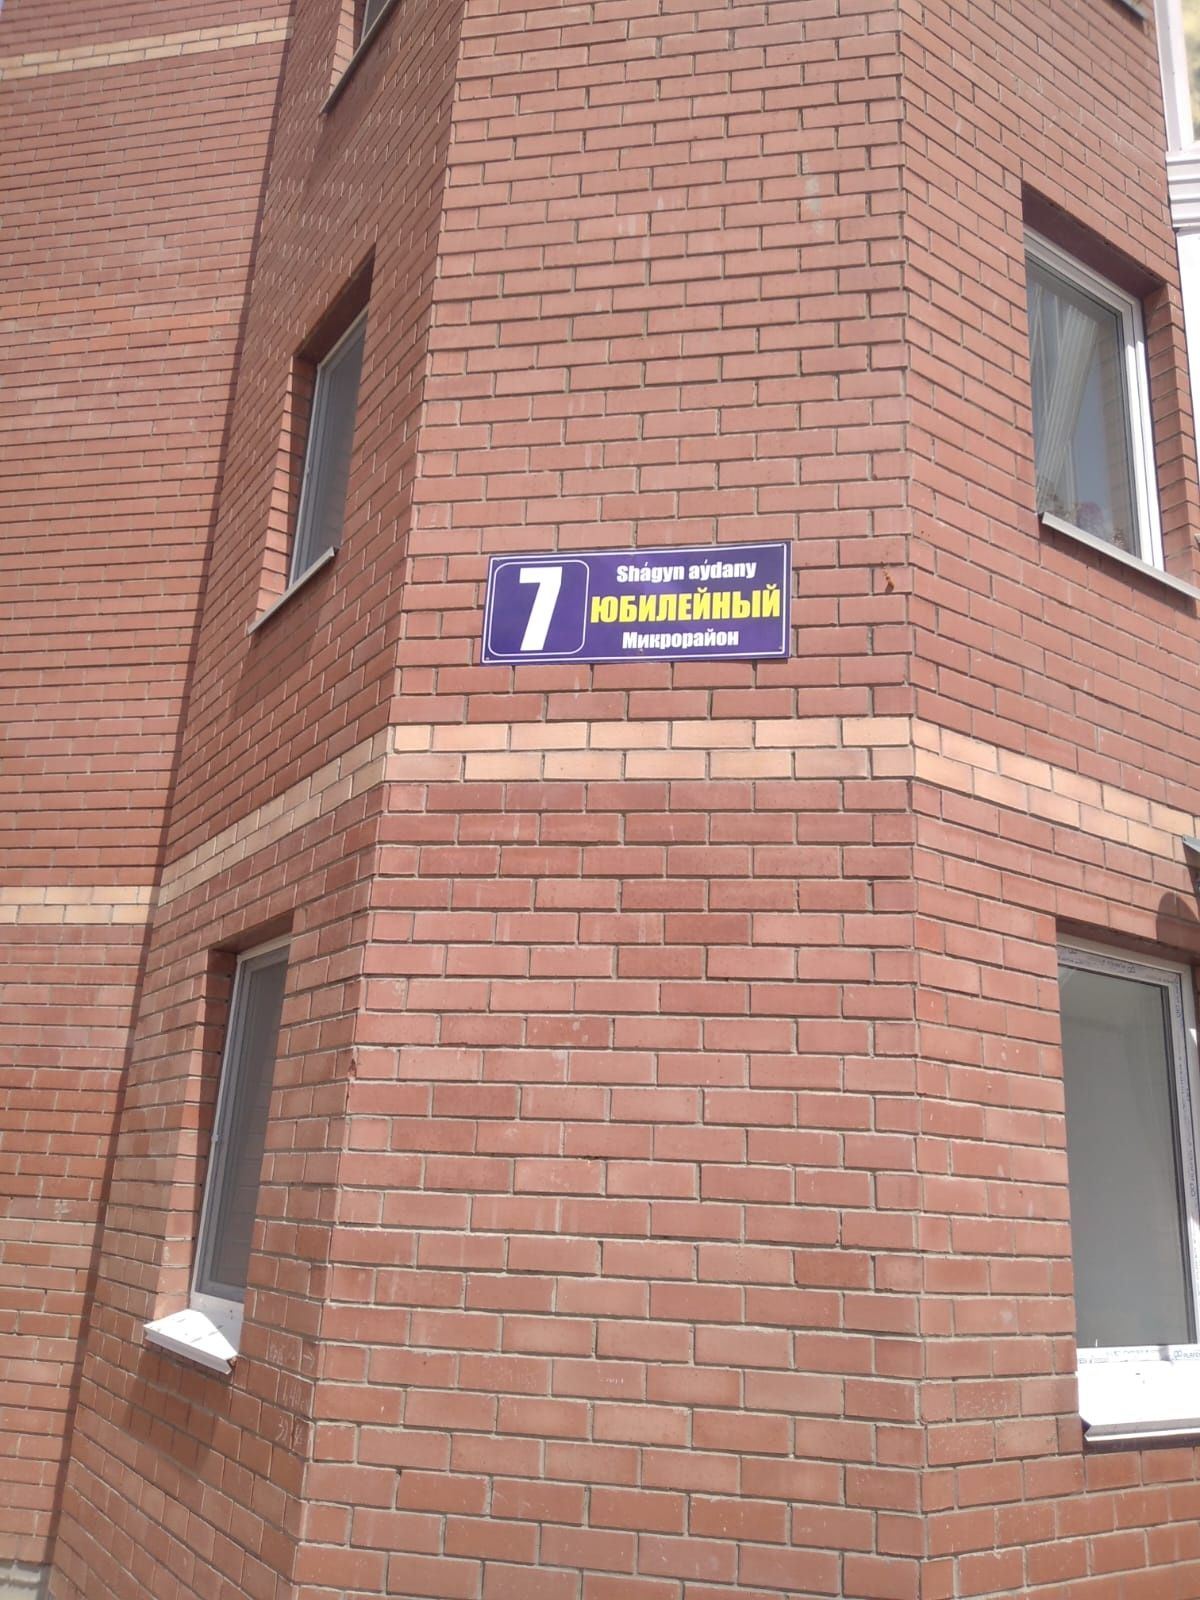 7
Shágyn aýdany
ЮБИЛЕЙНЫЙ
Микрорайон